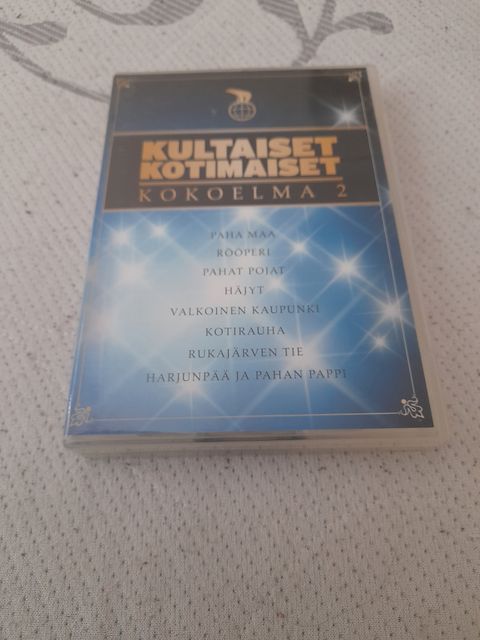 KULTAISET
KOTIMAISET
KOKOELMA 2
PAHA MAA
RÖÖPERI
PAHAT POJAT
HÄJYT
VALKOINEN KAUPUNKI
KOTIRAUHA
RUKAJÄRVEN TIE
HARJUNPÄÄ JA PAHAN PAPPI